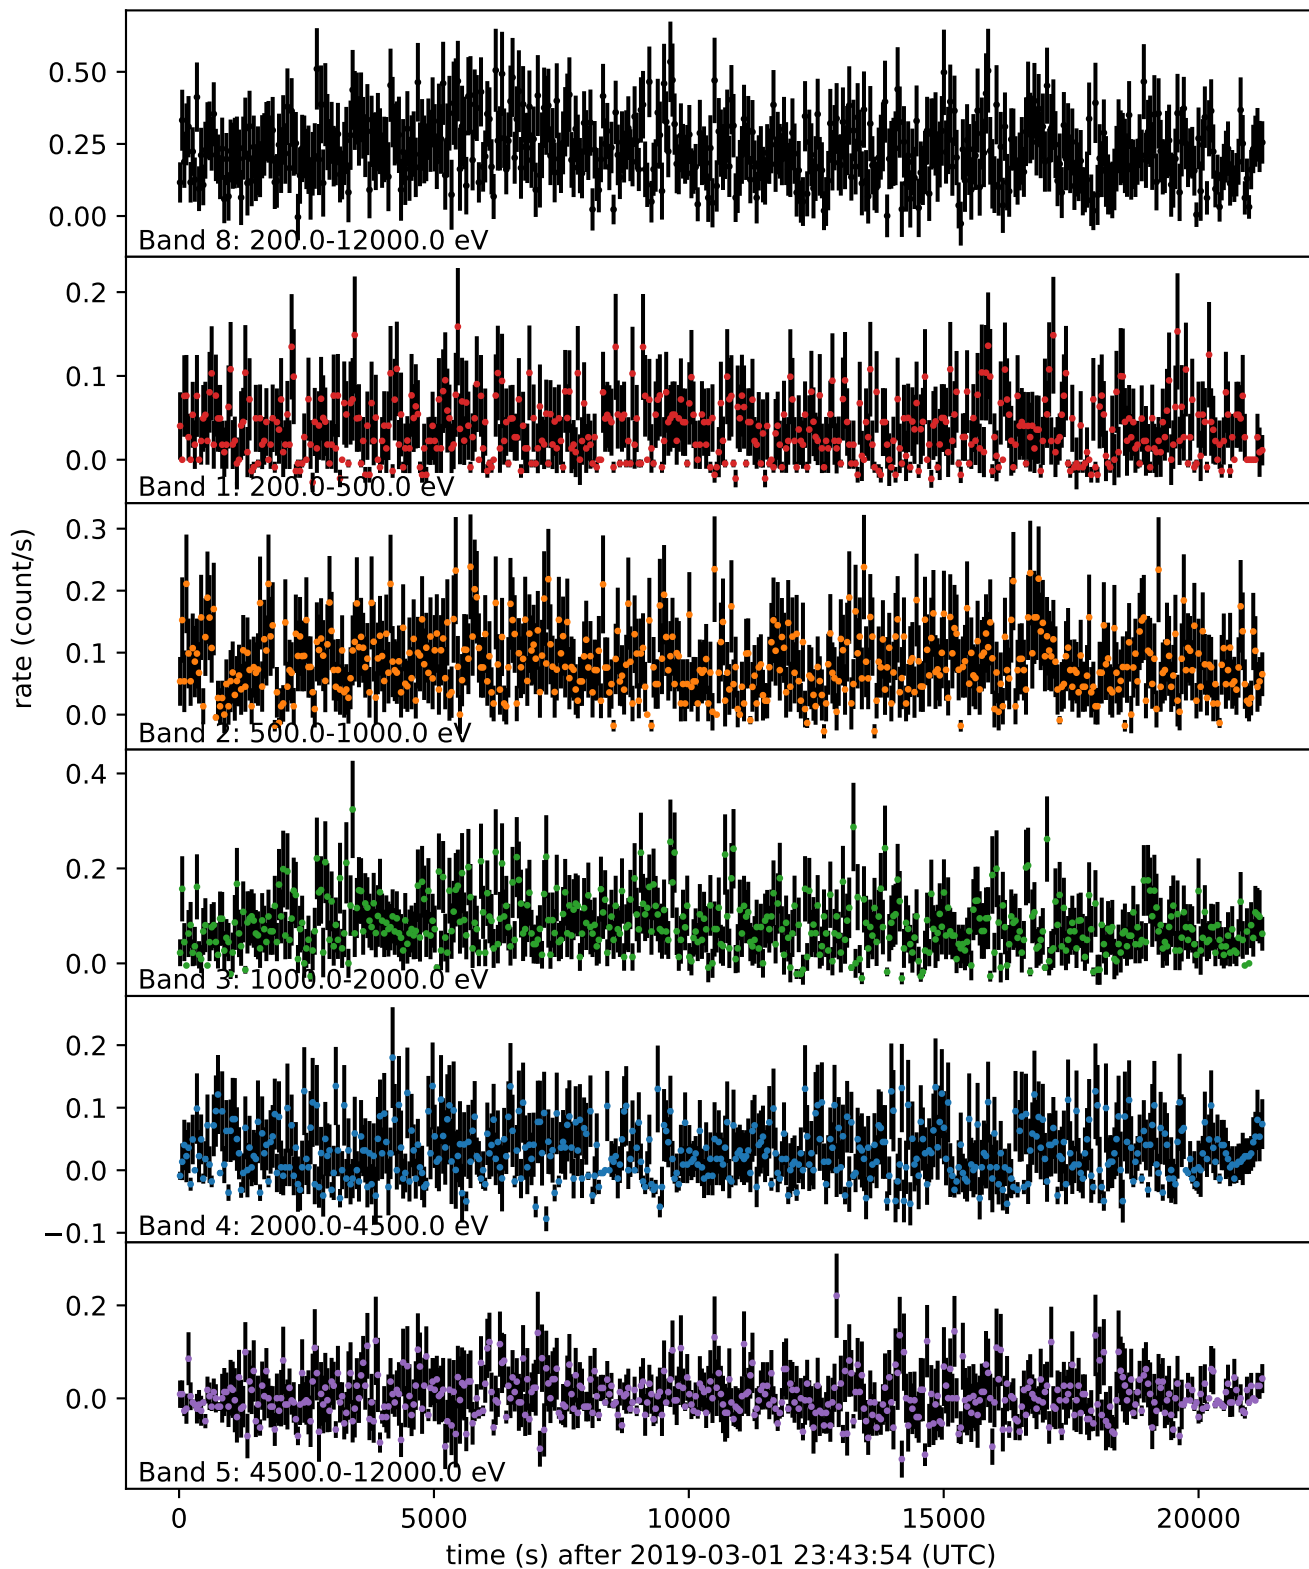 0.50
0.25
0.00
Band 8: 200.0-12000.0 eV
0.2
0.1
0.0
Band 1: 200.0-500.0 eV
0.3
0.2
0.1
0.0
Band 2: 500.0-1000.0 eV
rate (count/s)
0.4
0.2
0.0
Band 3: 1000.0-2000.0 eV
0.2
0.1
0.0
−0.1
Band 4: 2000.0-4500.0 eV
0.2
0.0
Band 5: 4500.0-12000.0 eV
0 5000 10000 15000 20000
time (s) after 2019-03-01 23:43:54 (UTC)